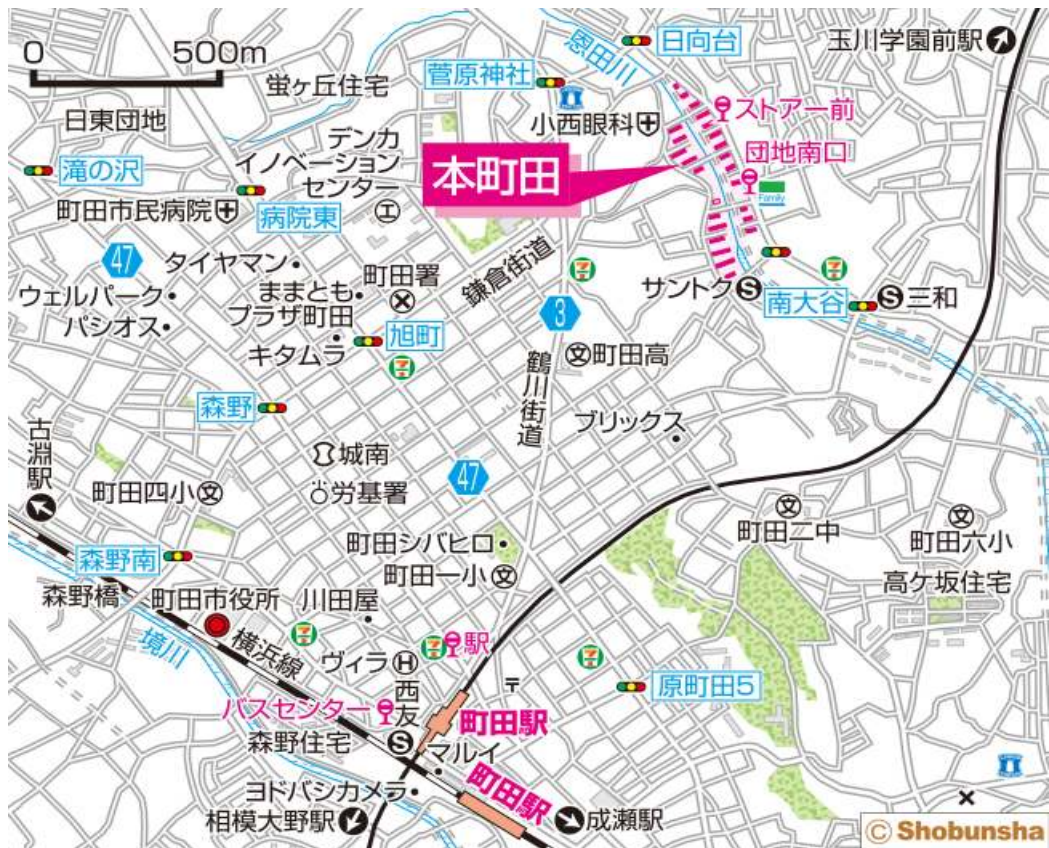 0 500m
恩田川
日向台
玉川学園前駅
菅原神社
蛍ヶ丘住宅
ストアー前
日東団地
小西眼科
デンカ
イノベーション
センター
団地南口
本町田
滝の沢
Family
町田市民病院
病院東
47
タイヤマン
町田署
鎌倉街道
ままとも
プラザ町田
ウェルパーク
パシオス
キタムラ
旭町
サントク
S
南大谷
S
三和
3
文
町田高
鶴川街道
森野
ブリックス
古淵駅
城南
47
労基署
町田四小
文
文
町田二中
文
町田六小
森野南
町田シバヒロ
町田一小
文
高ケ坂住宅
森野橋
町田市役所
川田屋
境川
横浜線
ヴィラ
H
駅
〒
原町田5
西友
バスセンター
町田駅
森野住宅
S
マルイ
町田駅
ヨドバシカメラ
相模大野駅
成瀬駅
© Shobunsha